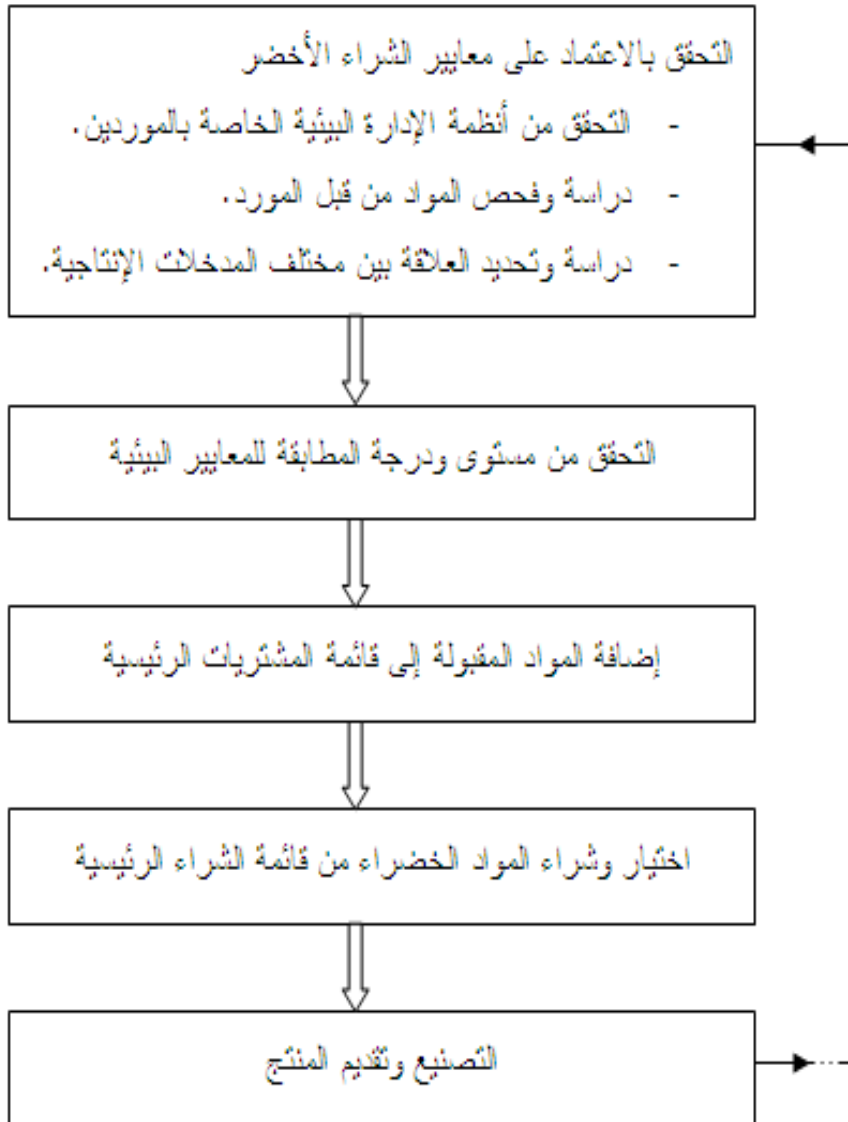 التحقق بالاعتماد على معايير الشراء الأخضر
- التحقق من أنظمة الإدارة البيئية الخاصة بالموردين.
- دراسة وفحص المواد من قبل المورد.
- دراسة وتحديد العلاقة بين مختلف المدخلات الإنتاجية.
التحقق من مستوى ودرجة المطابقة للمعايير البيئية
إضافة المواد المقبولة إلى قائمة المشتريات الرئيسية
اختيار وشراء المواد الخضراء من قائمة الشراء الرئيسية
التصنيع وتقديم المنتج